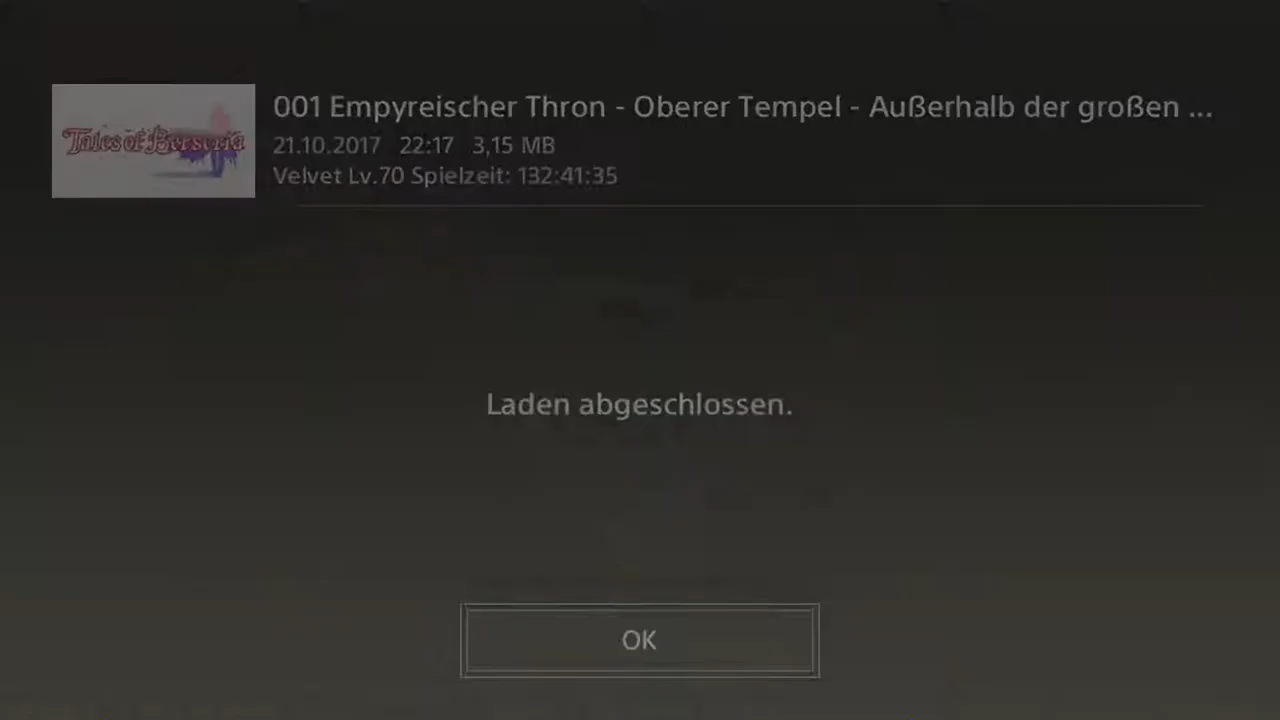 Tales of Berseria
001 Empyreischer Thron - Oberer Tempel - Außerhalb der großen ...
21.10.2017 22:17 3,15 MB
Velvet Lv.70 Spielzeit: 132:41:35
Laden abgeschlossen.
OK